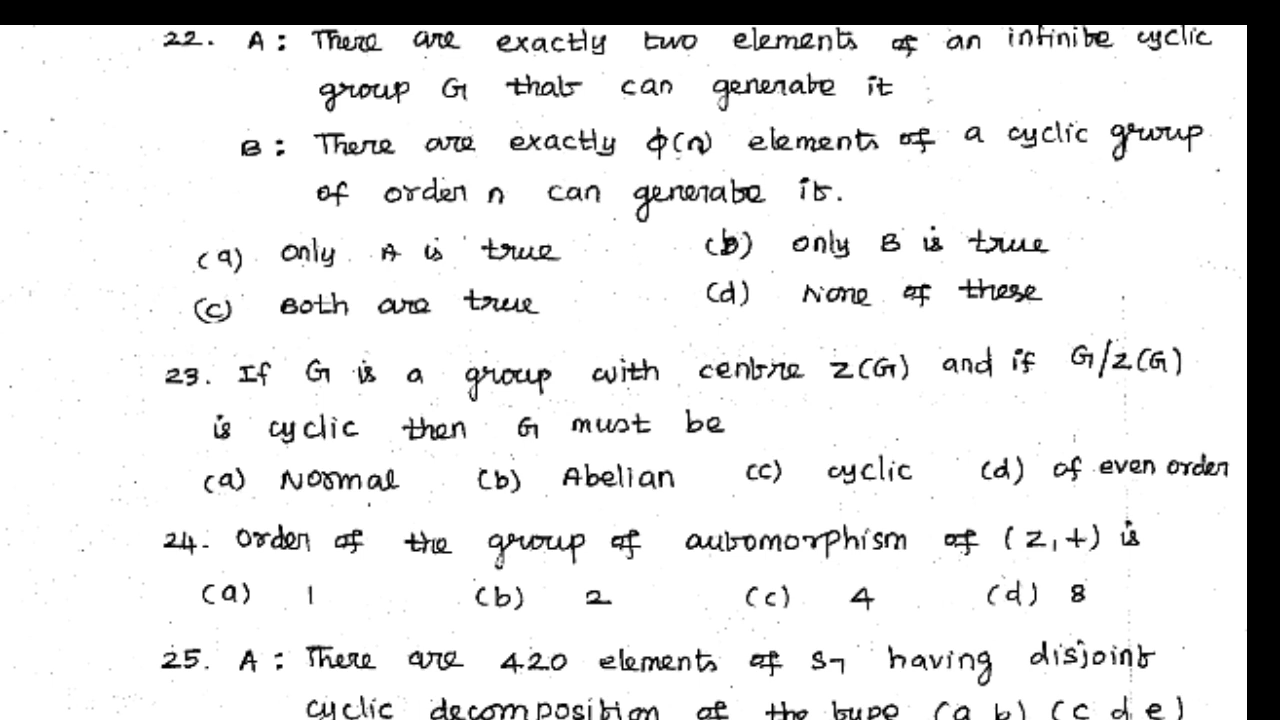 22. A: There are exactly two elements of an infinite cyclic
group G that can generate it
B: There are exactly φ(n) elements of a cyclic group
of order n can generate it.
(a) only A is true (b) only B is true
(c) Both are true (d) None of these
23. If G is a group with centre Z(G) and if G/Z(G)
is cyclic then G must be
(a) Normal (b) Abelian (c) cyclic (d) of even order
24. Order of the group of automorphism of (Z,+) is
(a) 1 (b) 2 (c) 4 (d) 8
25. A: There are 420 elements of S7 having disjoint
cyclic decomposition of the type (a b) (c d e)